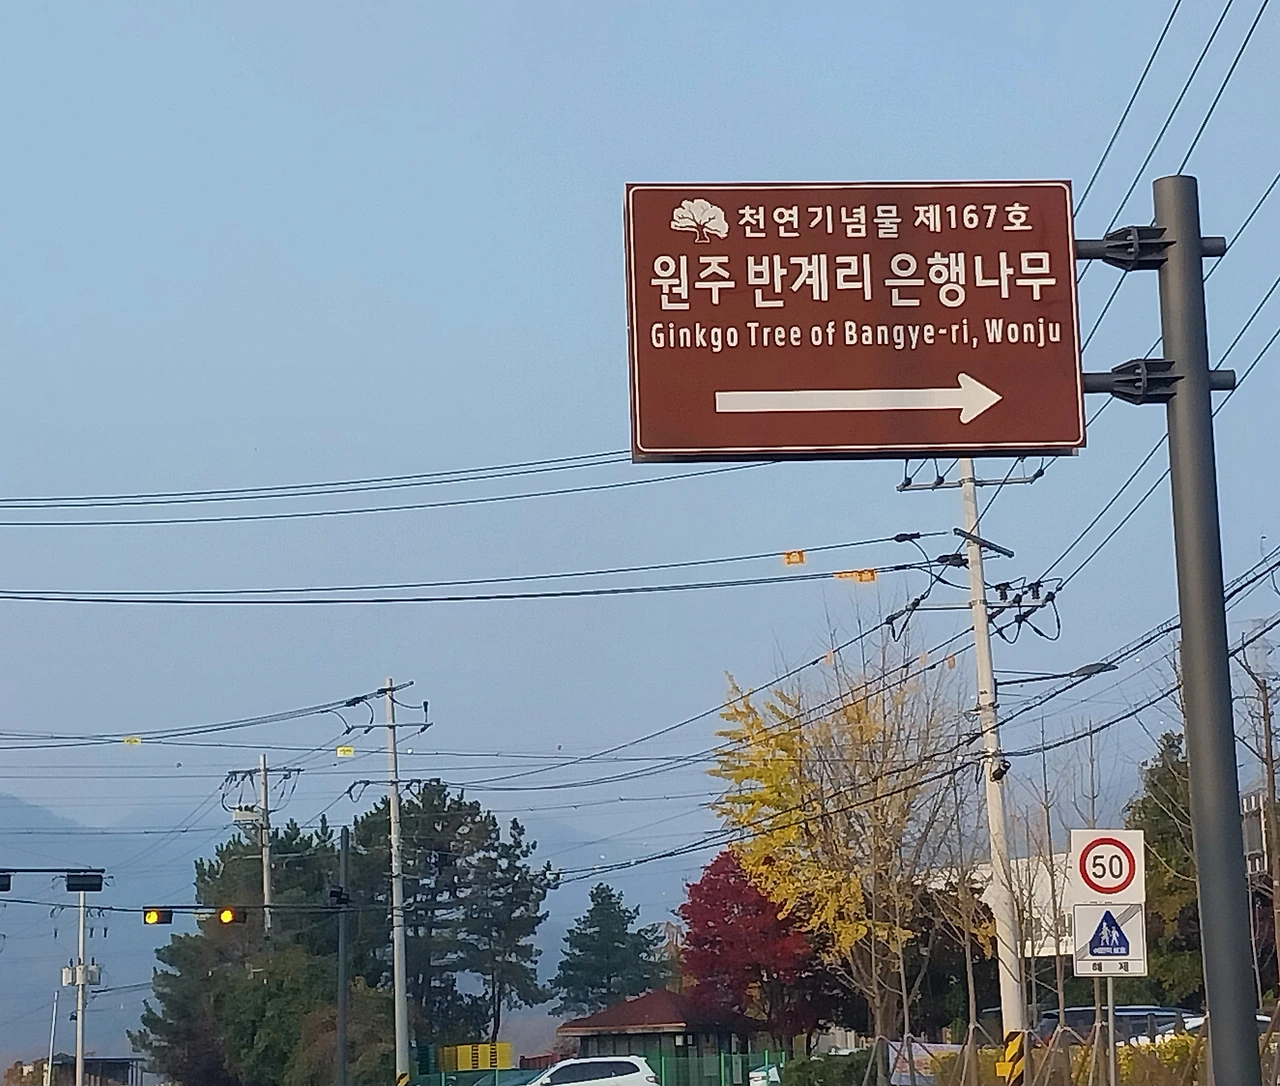 천연기념물 제167호
원주 반계리 은행나무
Ginkgo Tree of Bangye-ri, Wonju
50
해 제